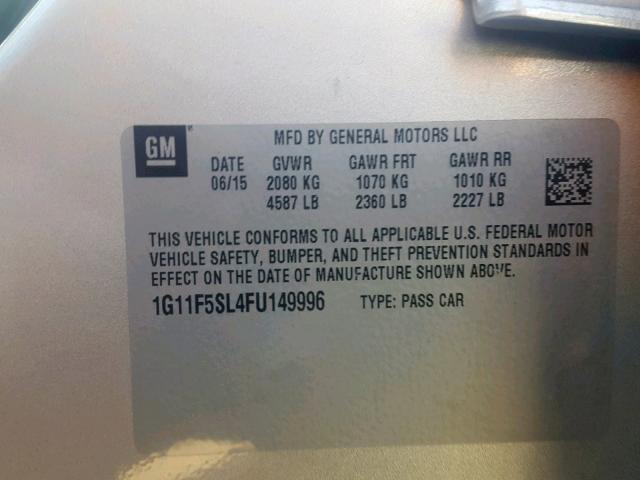 GM
MFD BY GENERAL MOTORS LLC
DATE GVWR GAWR FRT GAWR RR
06/15 2080 KG 1070 KG 1010 KG
4587 LB 2360 LB 2227 LB
THIS VEHICLE CONFORMS TO ALL APPLICABLE U.S. FEDERAL MOTOR
VEHICLE SAFETY, BUMPER, AND THEFT PREVENTION STANDARDS IN
EFFECT ON THE DATE OF MANUFACTURE SHOWN ABOVE.
1G11F5SL4FU149996 TYPE: PASS CAR